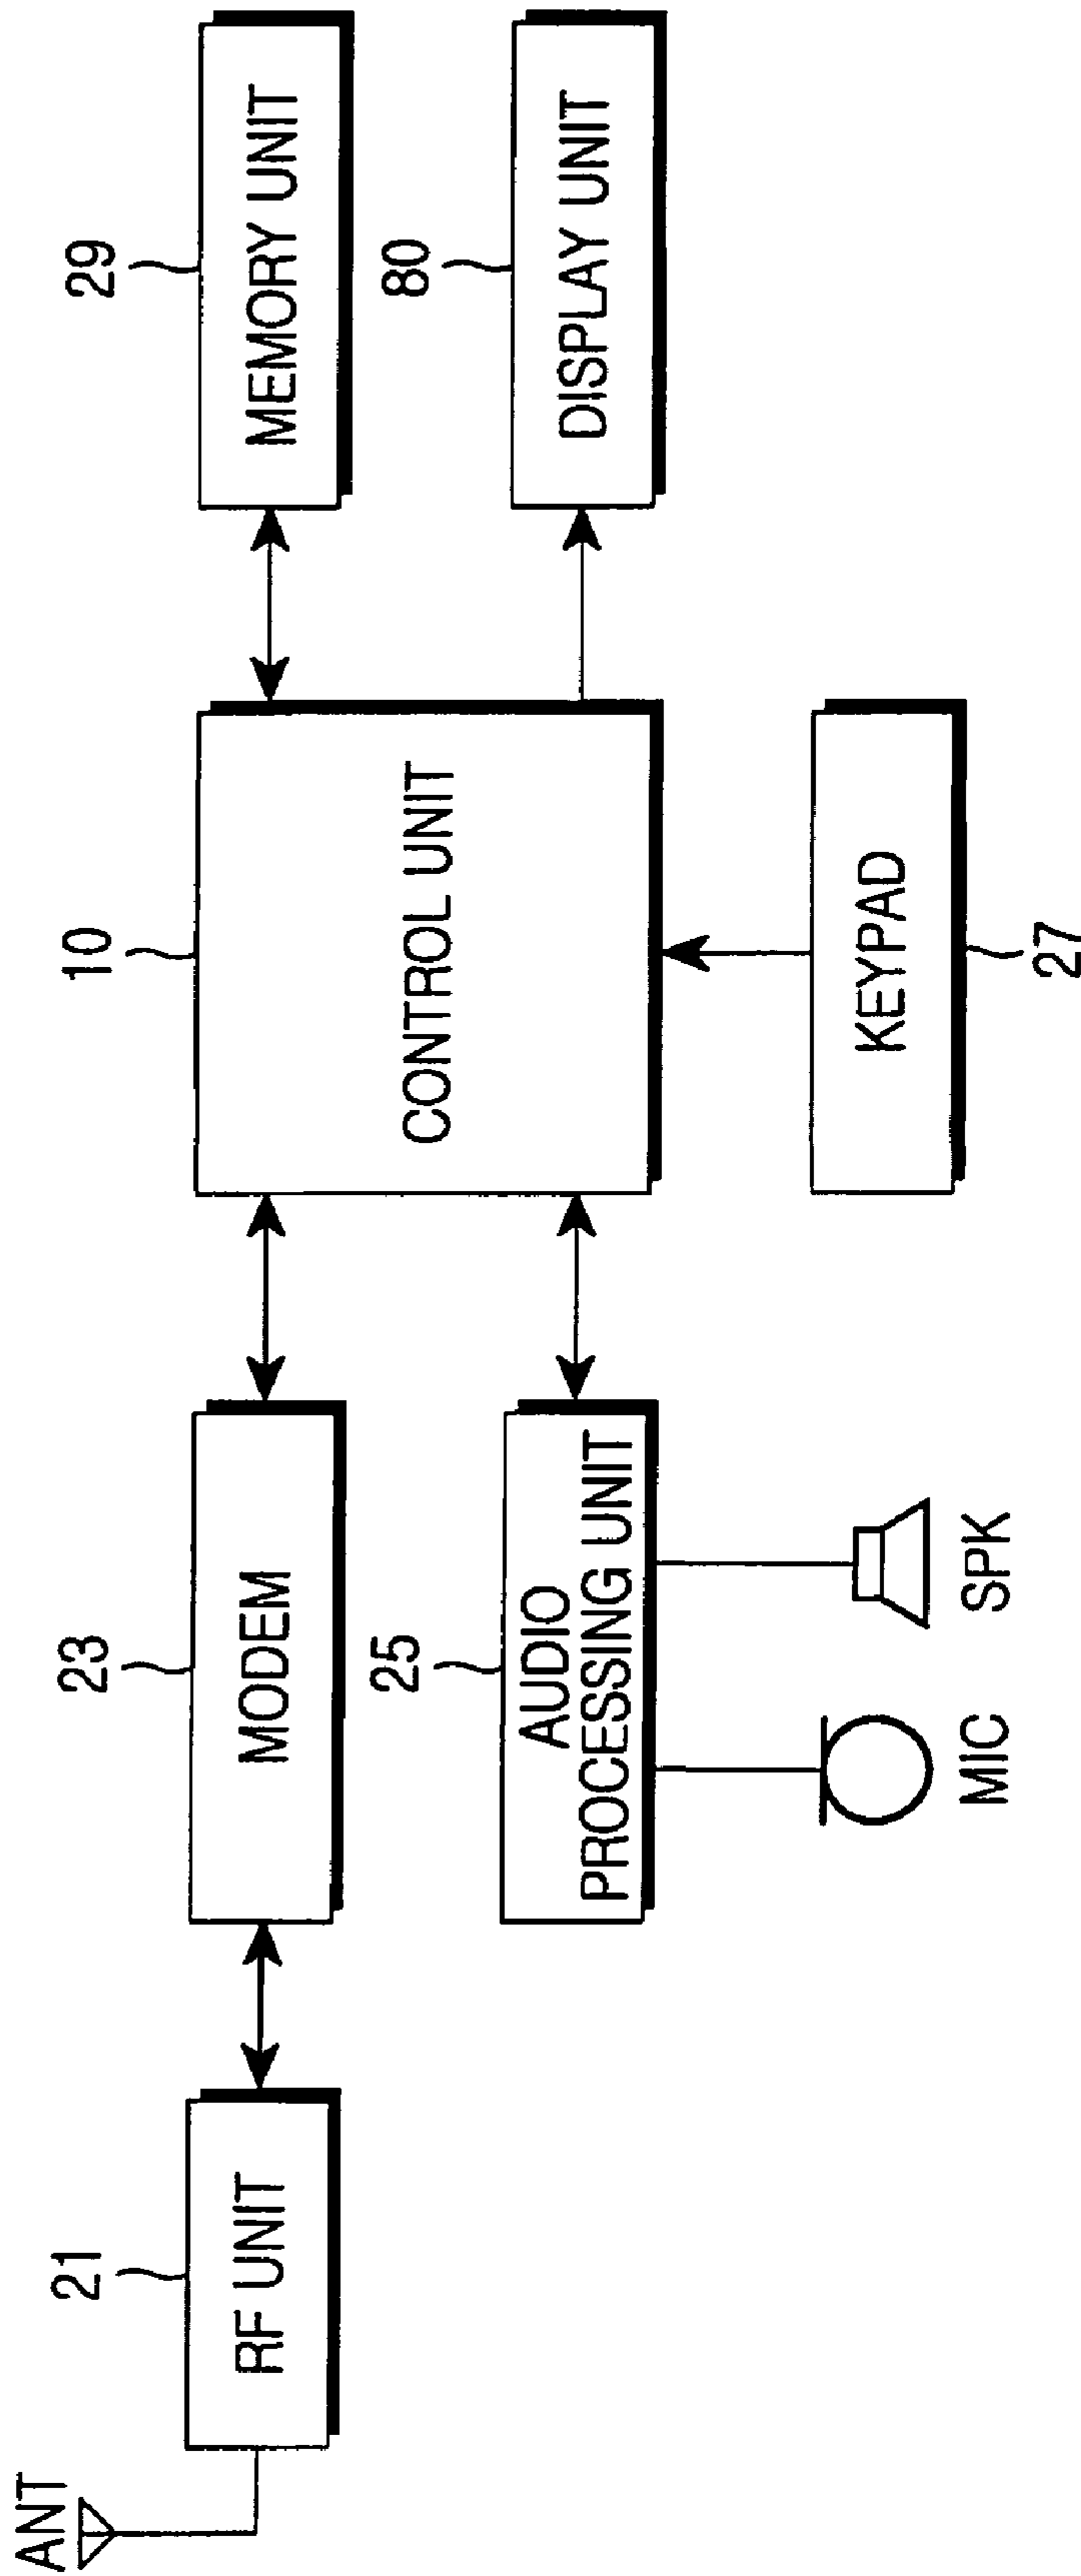 ANT
21
RF UNIT
23
MODEM
10
CONTROL UNIT
29
MEMORY UNIT
25
AUDIO
PROCESSING UNIT
80
DISPLAY UNIT
MIC
SPK
KEYPAD
27